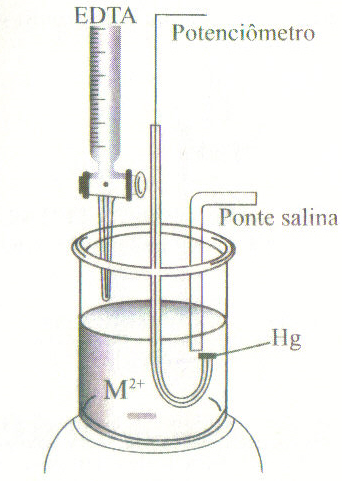 EDTA
Potenciômetro
Ponte salina
Hg
M²⁺